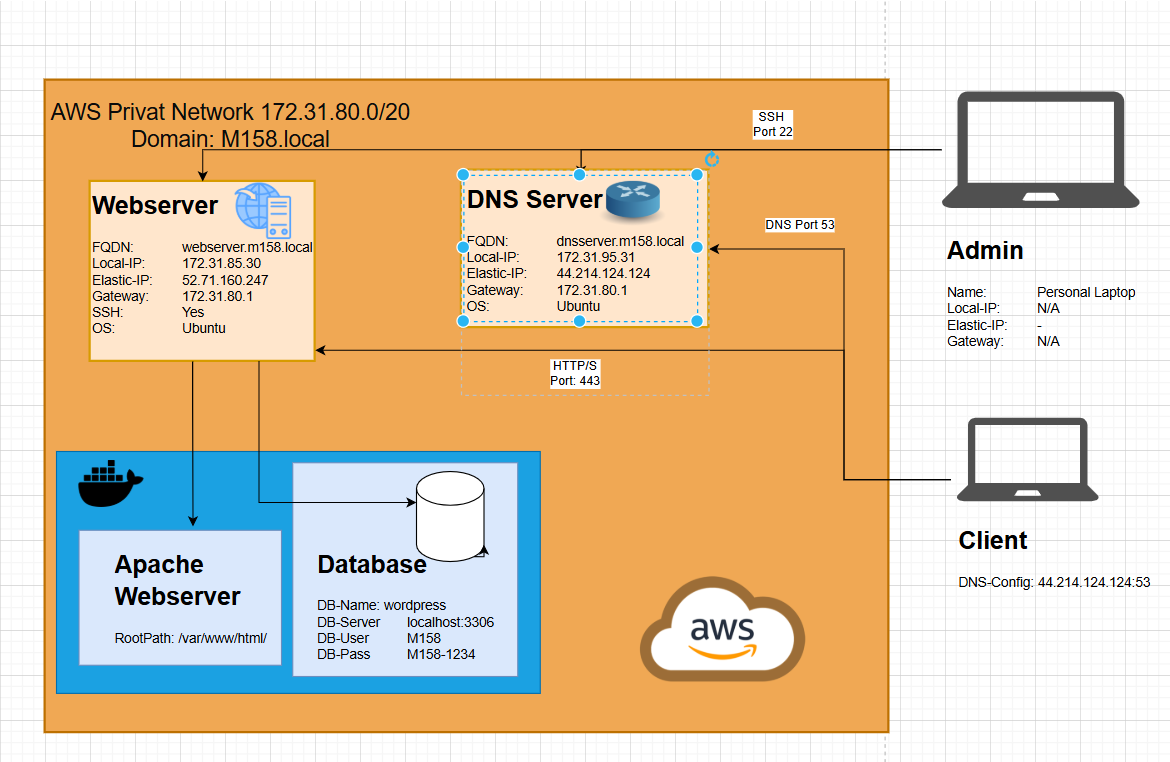 AWS Privat Network 172.31.80.0/20
Domain: M158.local
SSH
Port 22
Webserver
FQDN: webserver.m158.local
Local-IP: 172.31.85.30
Elastic-IP: 52.71.160.247
Gateway: 172.31.80.1
SSH: Yes
OS: Ubuntu
DNS Server
FQDN: dnsserver.m158.local
Local-IP: 172.31.95.31
Elastic-IP: 44.214.124.124
Gateway: 172.31.80.1
OS: Ubuntu
DNS Port 53
Admin
Name: Personal Laptop
Local-IP: N/A
Elastic-IP: -
Gateway: N/A
HTTP/S
Port: 443
Apache
Webserver
RootPath: /var/www/html/
Database
DB-Name: wordpress
DB-Server localhost:3306
DB-User M158
DB-Pass M158-1234
aws
Client
DNS-Config: 44.214.124.124:53